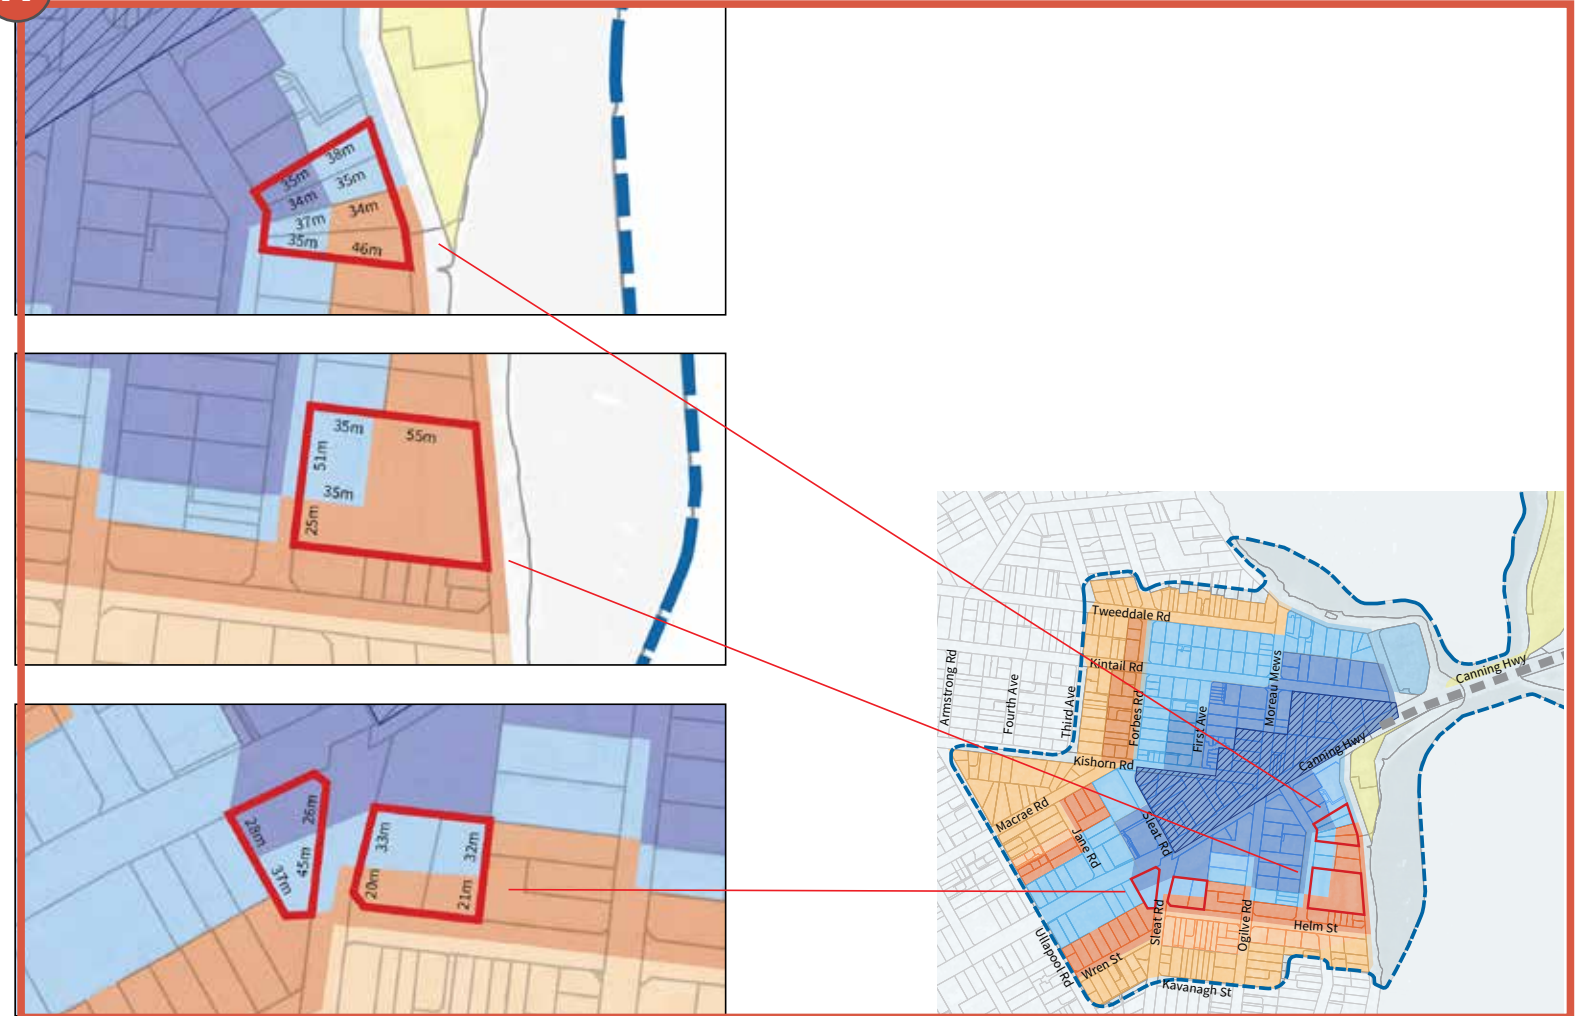 38m
35m
35m
34m
34m
37m
35m
46m
35m
55m
51m
35m
25m
26m
28m
45m
37m
33m
32m
20m
21m
Tweeddale Rd
Kintail Rd
Armstrong Rd
Fourth Ave
Third Ave
Forbes Rd
First Ave
Moreau Mews
Canning Hwy
Canning Hwy
Kishorn Rd
Macrae Rd
Jane Rd
Sleat Rd
Sleat Rd
Ogilvie Rd
Helm St
Ullapool Rd
Wren St
Kavanagh St